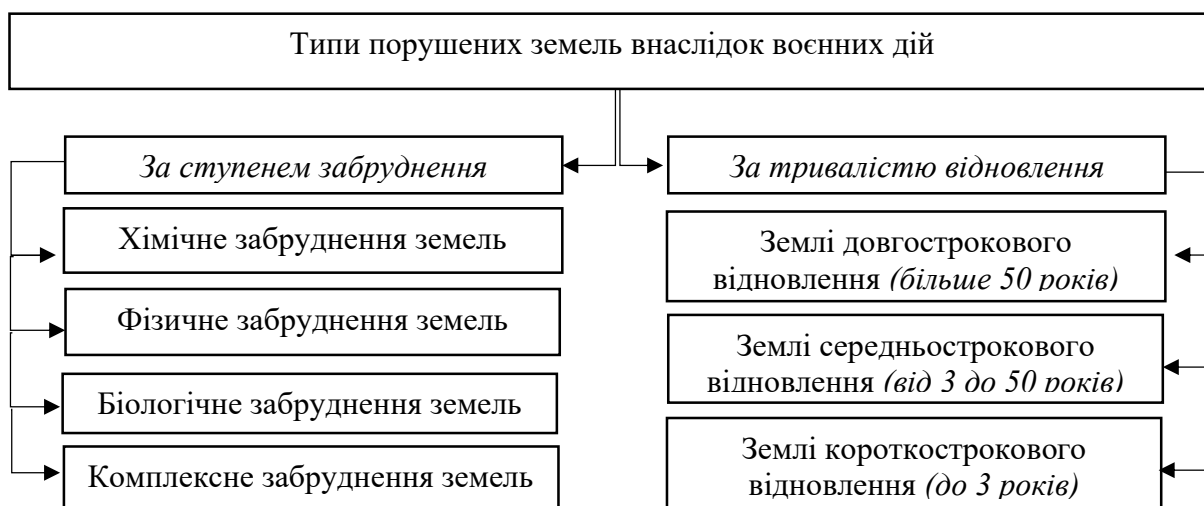 Типи порушених земель внаслідок воєнних дій
За ступенем забруднення
Хімічне забруднення земель
Фізичне забруднення земель
Біологічне забруднення земель
Комплексне забруднення земель
За тривалістю відновлення
Землі довгострокового
відновлення (більше 50 років)
Землі середньострокового
відновлення (від 3 до 50 років)
Землі короткострокового
відновлення (до 3 років)